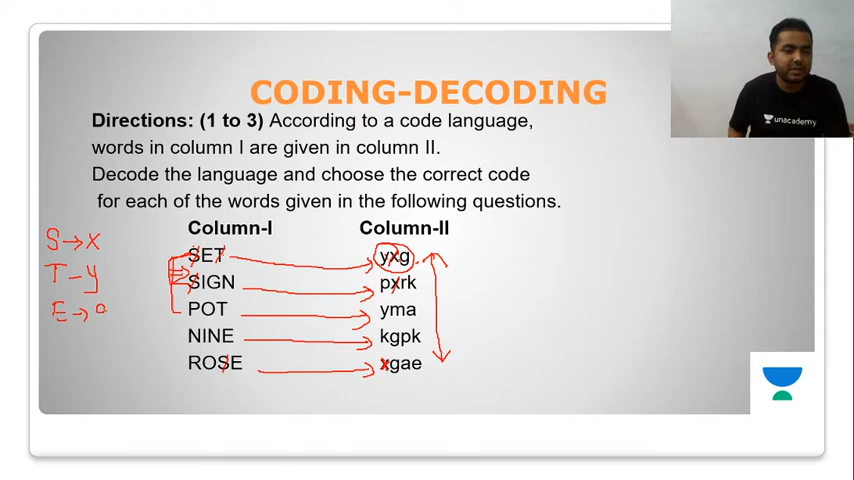 CODING-DECODING
unacademy
Directions: (1 to 3) According to a code language,
words in column I are given in column II.
Decode the language and choose the correct code
for each of the words given in the following questions.
Column-I Column-II
S→x SET yxg
T-y SIGN pxrk
E→ POT yma
NINE kgpk
ROSE xgae